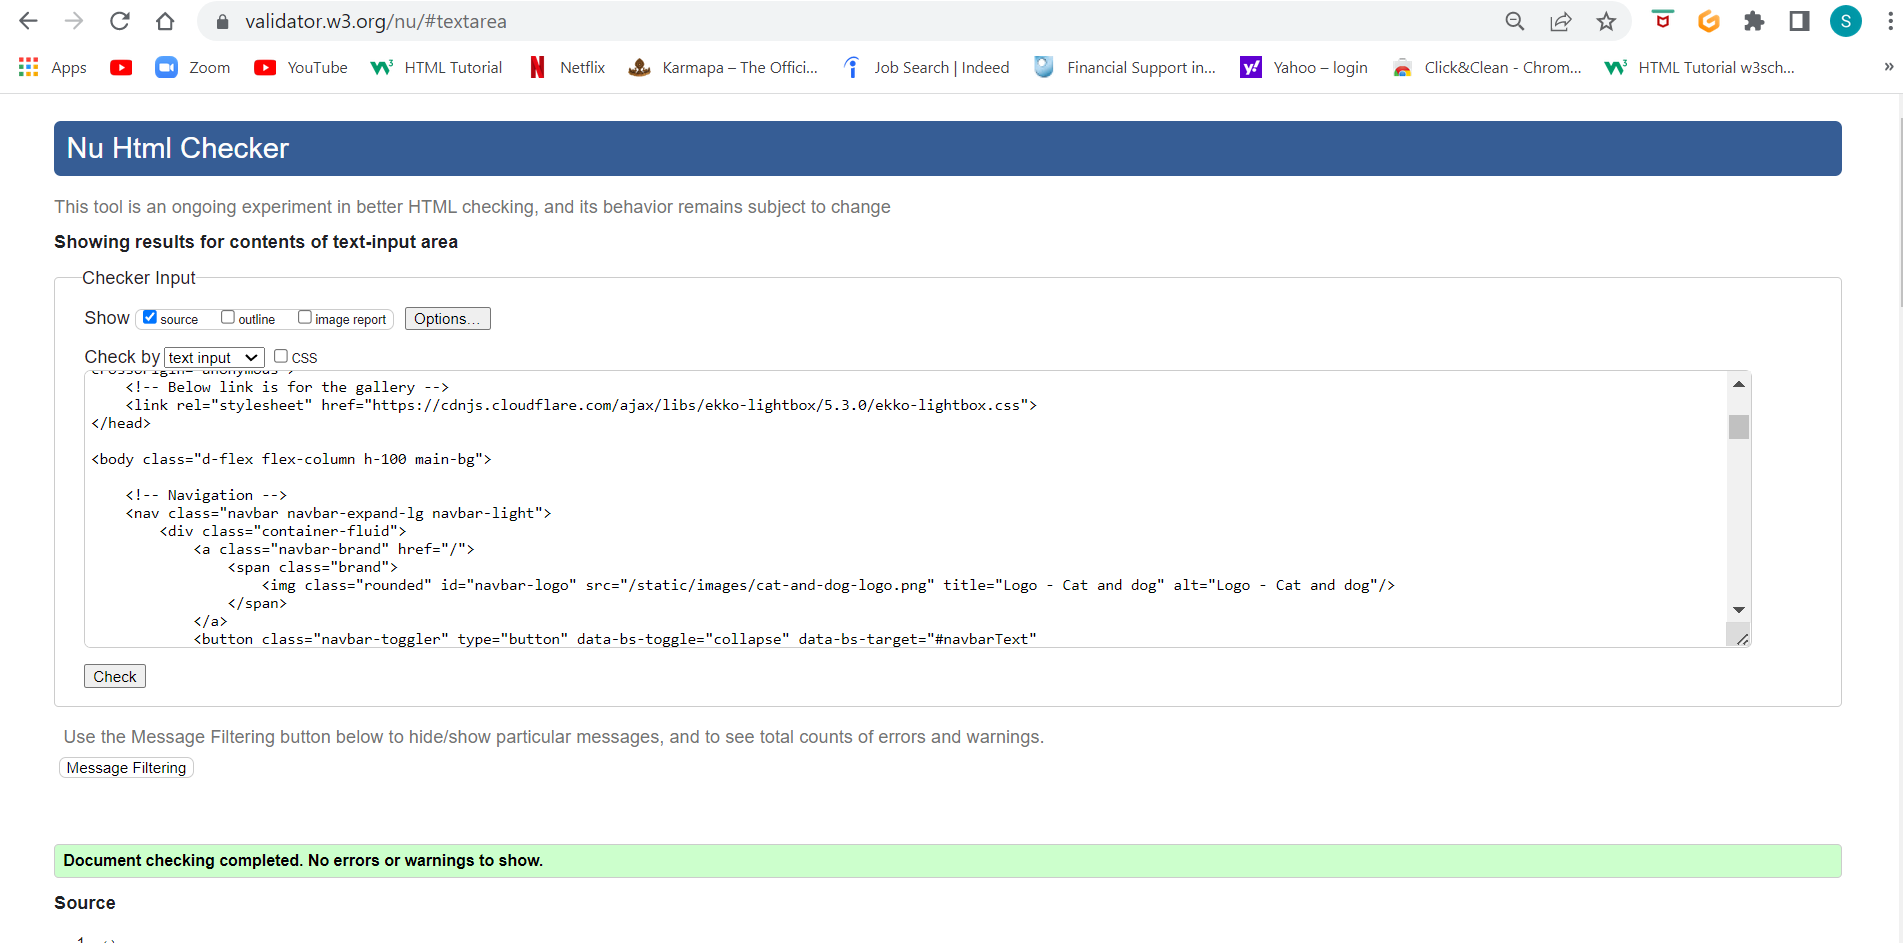 validator.w3.org/nu/#textarea
S
Apps Zoom YouTube HTML Tutorial Netflix Karmapa – The Offici... Job Search | Indeed Financial Support in... Yahoo – login Click&Clean - Chrom... HTML Tutorial w3sch... »
Nu Html Checker
This tool is an ongoing experiment in better HTML checking, and its behavior remains subject to change
Showing results for contents of text-input area
Checker Input
Show source outline image report Options...
Check by text input CSS
crossorigin="anonymous">
<!-- Below link is for the gallery -->
<link rel="stylesheet" href="https://cdnjs.cloudflare.com/ajax/libs/ekko-lightbox/5.3.0/ekko-lightbox.css">
</head>
<body class="d-flex flex-column h-100 main-bg">
<!-- Navigation -->
<nav class="navbar navbar-expand-lg navbar-light">
<div class="container-fluid">
<a class="navbar-brand" href="/">
<span class="brand">
<img class="rounded" id="navbar-logo" src="/static/images/cat-and-dog-logo.png" title="Logo - Cat and dog" alt="Logo - Cat and dog"/>
</span>
</a>
<button class="navbar-toggler" type="button" data-bs-toggle="collapse" data-bs-target="#navbarText"
Check
Use the Message Filtering button below to hide/show particular messages, and to see total counts of errors and warnings.
Message Filtering
Document checking completed. No errors or warnings to show.
Source